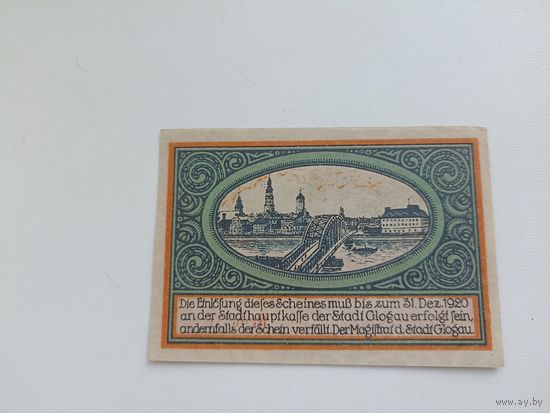 Die Einlösung dieses Scheines muß bis zum 31. Dez. 1920
an der Stadthauptkasse der Stadt Glogau erfolgt sein,
andernfalls der Schein verfällt. Der Magistrat d. Stadt Glogau.
ay.by